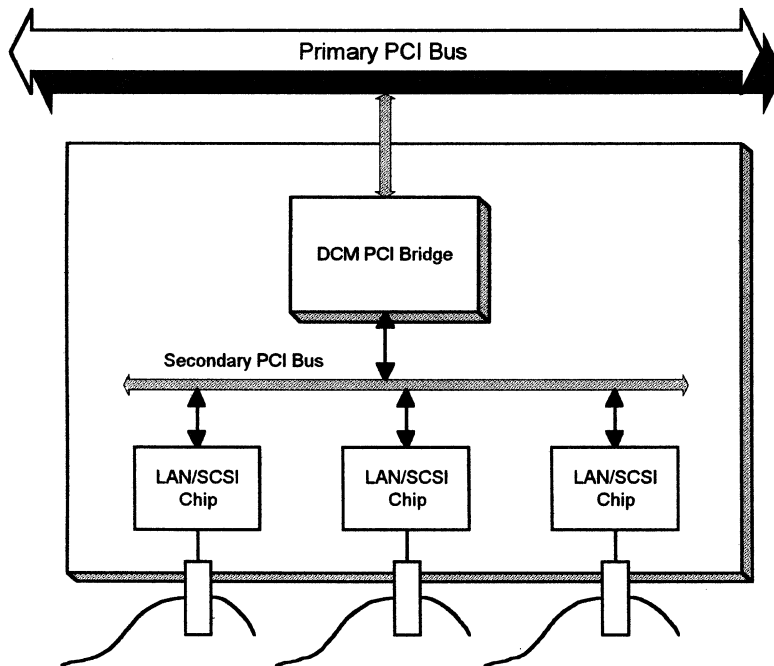 Primary PCI Bus
DCM PCI Bridge
Secondary PCI Bus
LAN/SCSI
Chip
LAN/SCSI
Chip
LAN/SCSI
Chip